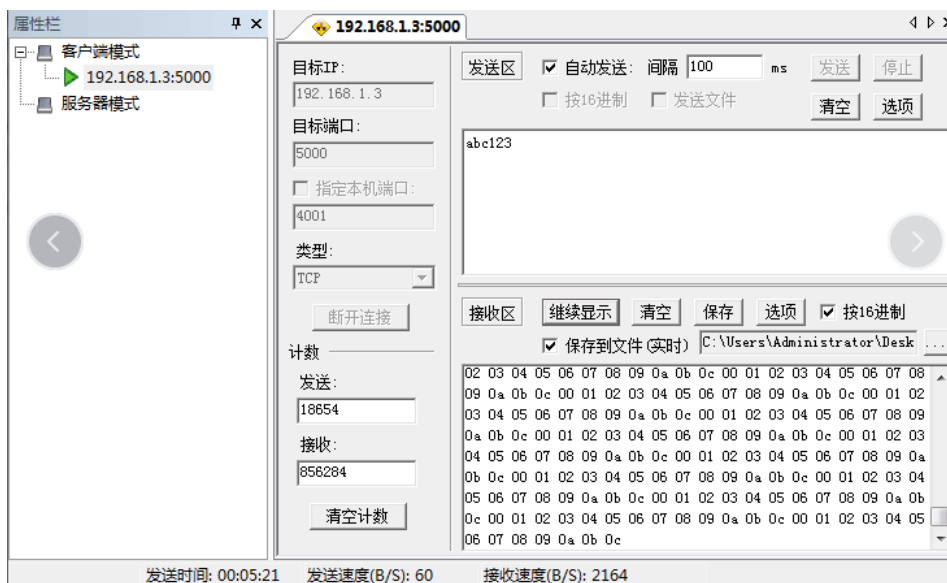 属性栏
客户端模式
192.168.1.3:5000
服务器模式
192.168.1.3:5000
目标IP:
192.168.1.3
目标端口:
5000
指定本机端口:
4001
类型:
TCP
断开连接
计数
发送:
18654
接收:
856284
清空计数
发送区 自动发送: 间隔 100 ms 发送 停止
按16进制 发送文件 清空 选项
abc123
接收区 继续显示 清空 保存 选项 按16进制
保存到文件(实时) C:\Users\Administrator\Desk ...
02 03 04 05 06 07 08 09 0a 0b 0c 00 01 02 03 04 05 06 07 08
09 0a 0b 0c 00 01 02 03 04 05 06 07 08 09 0a 0b 0c 00 01 02
03 04 05 06 07 08 09 0a 0b 0c 00 01 02 03 04 05 06 07 08 09
0a 0b 0c 00 01 02 03 04 05 06 07 08 09 0a 0b 0c 00 01 02 03
04 05 06 07 08 09 0a 0b 0c 00 01 02 03 04 05 06 07 08 09 0a
0b 0c 00 01 02 03 04 05 06 07 08 09 0a 0b 0c 00 01 02 03 04
05 06 07 08 09 0a 0b 0c 00 01 02 03 04 05 06 07 08 09 0a 0b
0c 00 01 02 03 04 05 06 07 08 09 0a 0b 0c 00 01 02 03 04 05
06 07 08 09 0a 0b 0c
发送时间: 00:05:21 发送速度(B/S): 60 接收速度(B/S): 2164